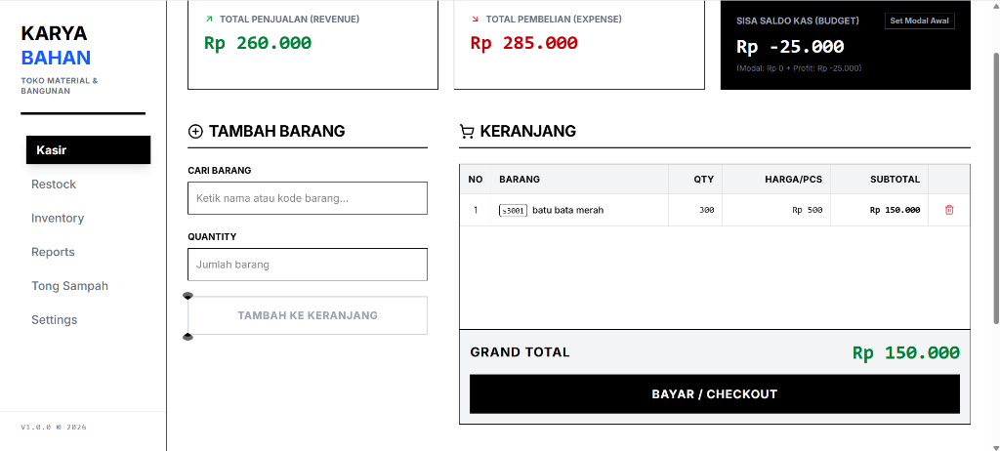 KARYA
BAHAN
TOKO MATERIAL &
BANGUNAN
Kasir
Restock
Inventory
Reports
Tong Sampah
Settings
V1.0.0 © 2026
TOTAL PENJUALAN (REVENUE)
Rp 260.000
TOTAL PEMBELIAN (EXPENSE)
Rp 285.000
SISA SALDO KAS (BUDGET)
Set Modal Awal
Rp -25.000
(Modal: Rp 0 + Profit: Rp -25.000)
TAMBAH BARANG
CARI BARANG
Ketik nama atau kode barang...
QUANTITY
Jumlah barang
TAMBAH KE KERANJANG
KERANJANG
NO BARANG QTY HARGA/PCS SUBTOTAL
1 s3001 batu bata merah 300 Rp 500 Rp 150.000
GRAND TOTAL Rp 150.000
BAYAR / CHECKOUT